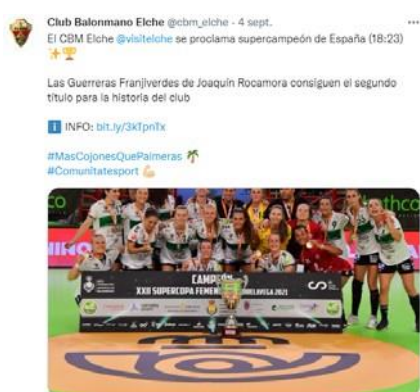 Club Balonmano Elche @cbm_elche · 4 sept.
El CBM Elche @visitelche se proclama supercampeón de España (18:23)
✨🏆
Las Guerreras Franjiverdes de Joaquín Rocamora consiguen el segundo
título para la historia del club
ℹ️ INFO: bit.ly/3kTpnTx
#MasCojonesQuePalmeras 🌴
#Comunitatesport 💪🏻
XXII SUPERCOPA FEMEN
2021